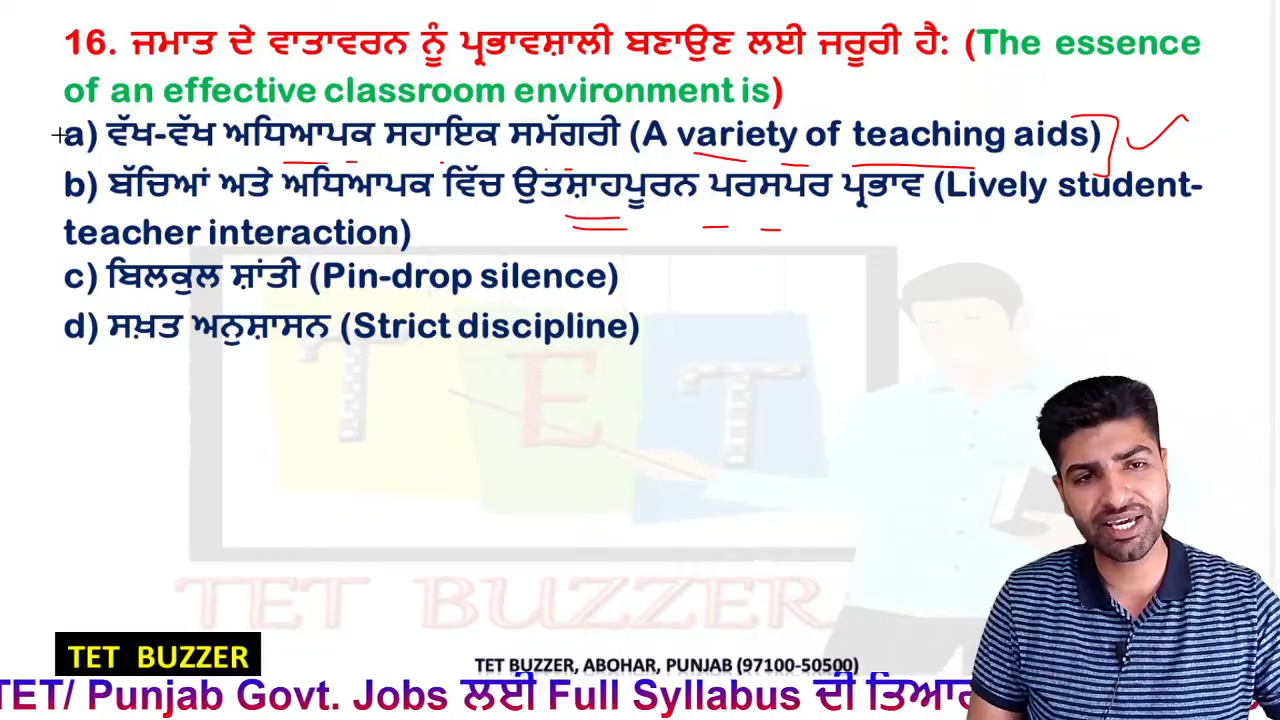 16. ਜਮਾਤ ਦੇ ਵਾਤਾਵਰਨ ਨੂੰ ਪ੍ਰਭਾਵਸ਼ਾਲੀ ਬਣਾਉਣ ਲਈ ਜਰੂਰੀ ਹੈ: (The essence
of an effective classroom environment is)
a) ਵੱਖ-ਵੱਖ ਅਧਿਆਪਕ ਸਹਾਇਕ ਸਮੱਗਰੀ (A variety of teaching aids)
b) ਬੱਚਿਆਂ ਅਤੇ ਅਧਿਆਪਕ ਵਿੱਚ ਉਤਸ਼ਾਹਪੂਰਨ ਪਰਸਪਰ ਪ੍ਰਭਾਵ (Lively student-
teacher interaction)
c) ਬਿਲਕੁਲ ਸ਼ਾਂਤੀ (Pin-drop silence)
d) ਸਖ਼ਤ ਅਨੁਸ਼ਾਸਨ (Strict discipline)
TET
TET BUZZER
TET BUZZER
TET BUZZER, ABOHAR, PUNJAB (97100-50500)
TET/ Punjab Govt. Jobs ਲਈ Full Syllabus ਦੀ